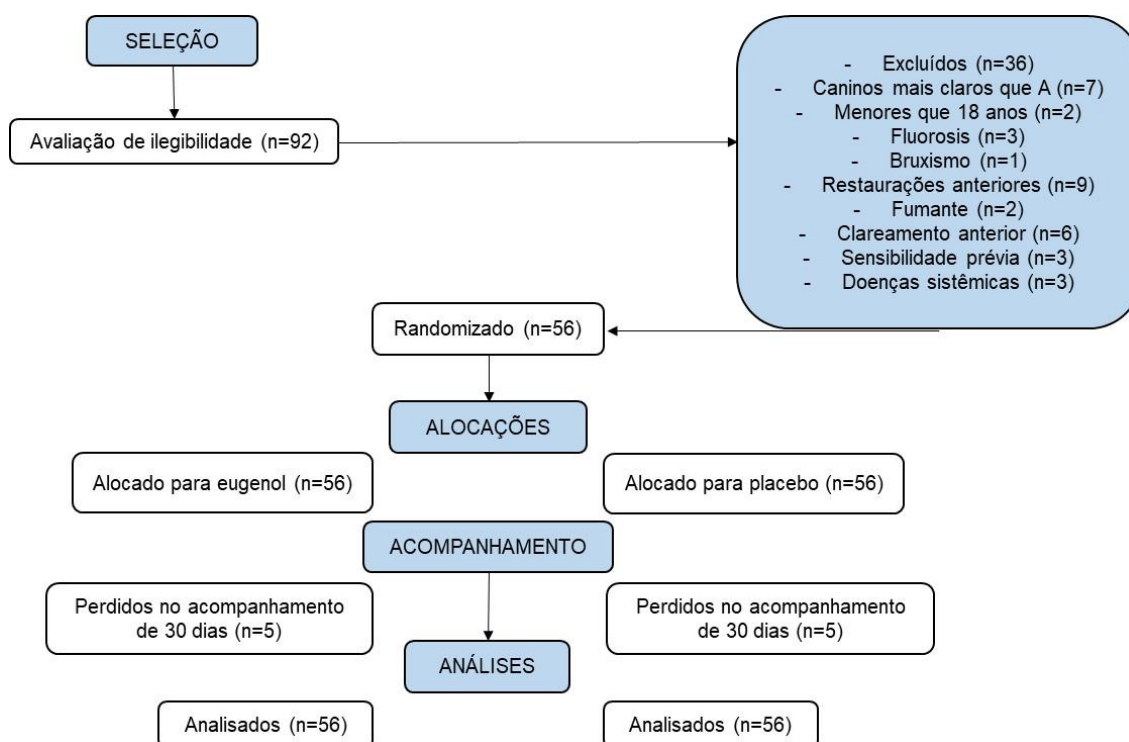 SELEÇÃO
Avaliação de ilegibilidade (n=92)
- Excluídos (n=36)
- Caninos mais claros que A (n=7)
- Menores que 18 anos (n=2)
- Fluorosis (n=3)
- Bruxismo (n=1)
- Restaurações anteriores (n=9)
- Fumante (n=2)
- Clareamento anterior (n=6)
- Sensibilidade prévia (n=3)
- Doenças sistêmicas (n=3)
Randomizado (n=56)
ALOCAÇÕES
Alocado para eugenol (n=56)
Alocado para placebo (n=56)
ACOMPANHAMENTO
Perdidos no acompanhamento
de 30 dias (n=5)
Perdidos no acompanhamento
de 30 dias (n=5)
ANÁLISES
Analisados (n=56)
Analisados (n=56)